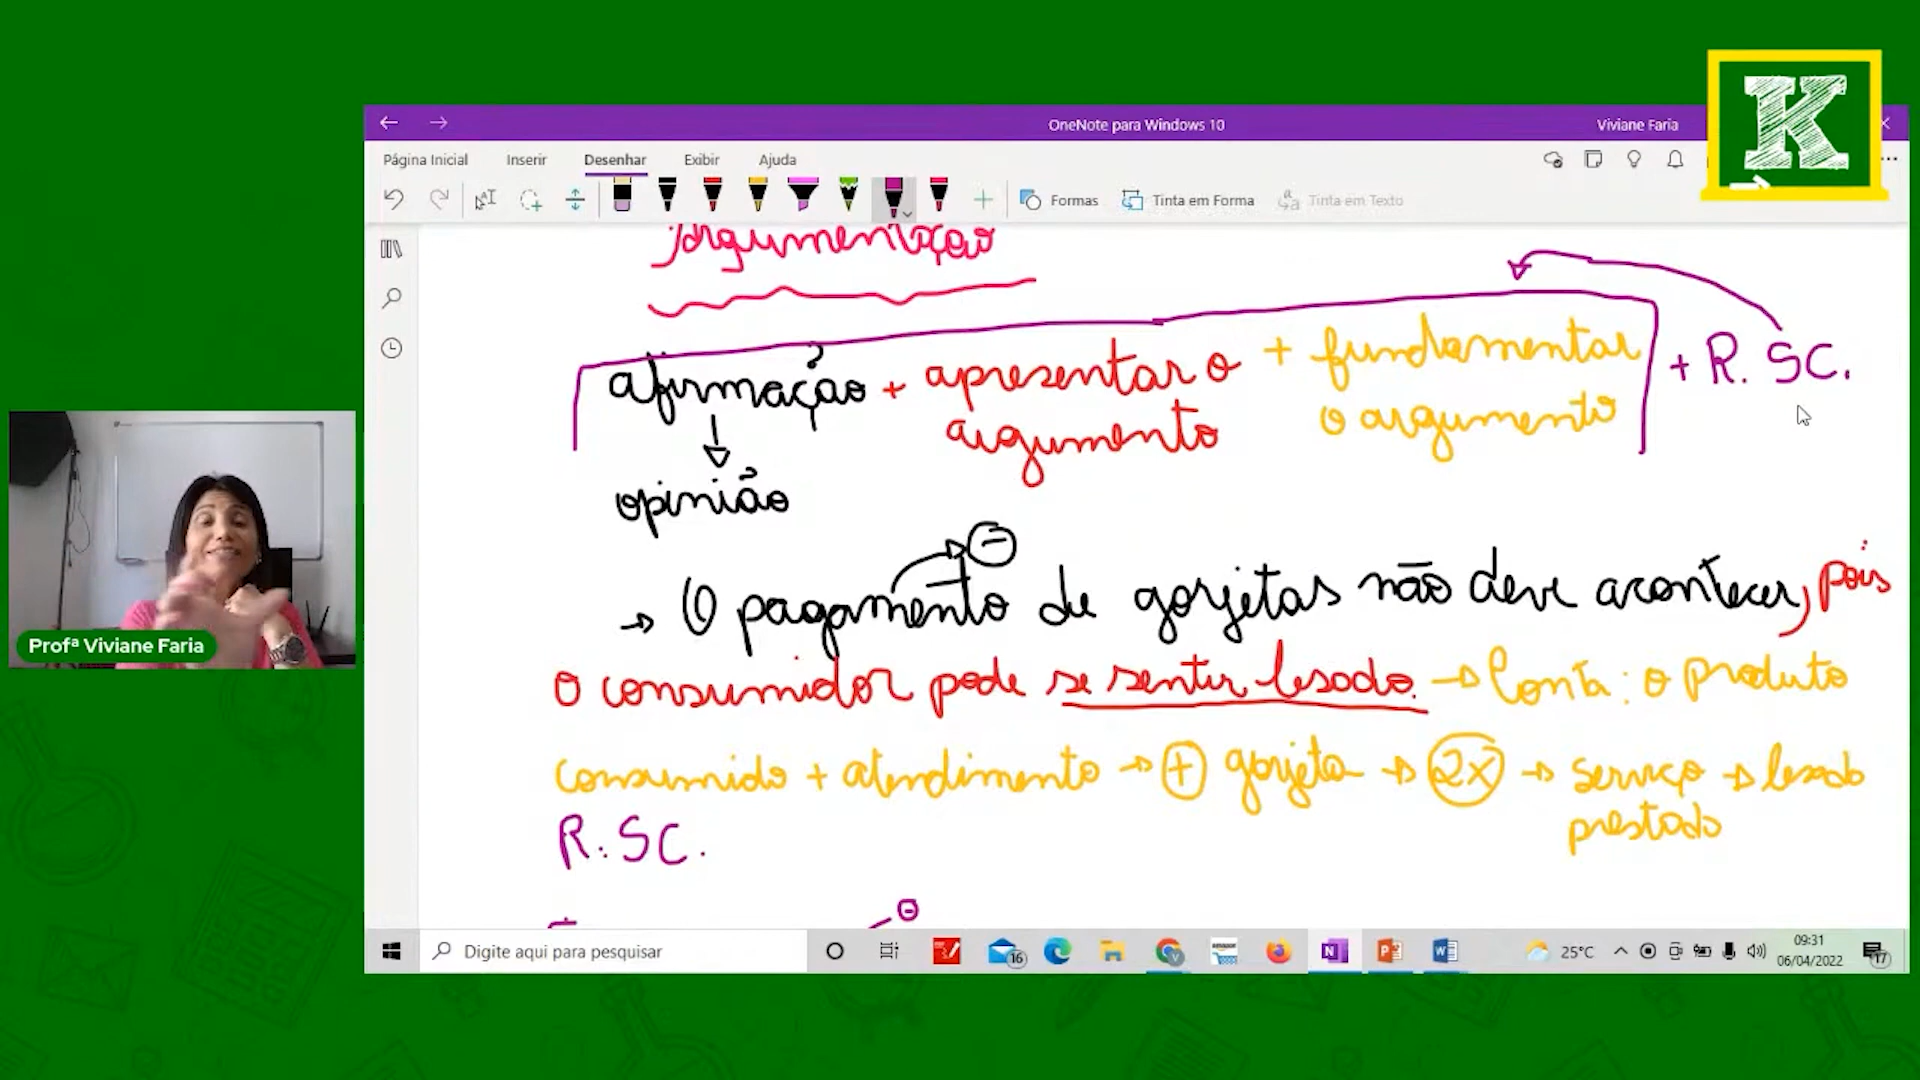 K
OneNote para Windows 10
Viviane Faria
Página Inicial Inserir Desenhar Exibir Ajuda
Formas Tinta em Forma Tinta em Texto
Argumentação
afirmação + apresentar o + fundamentar + R. SC.
argumento o argumento
opinião
→ O pagamento de gorjetas não deve acontecer, pois
o consumidor pode se sentir lesado. → Conta: o produto
consumido + atendimento → + gorjeta → 2x → serviço → lesado
prestado
R. SC.
Profª Viviane Faria
Digite aqui para pesquisar
16
25°C
09:31
06/04/2022
17